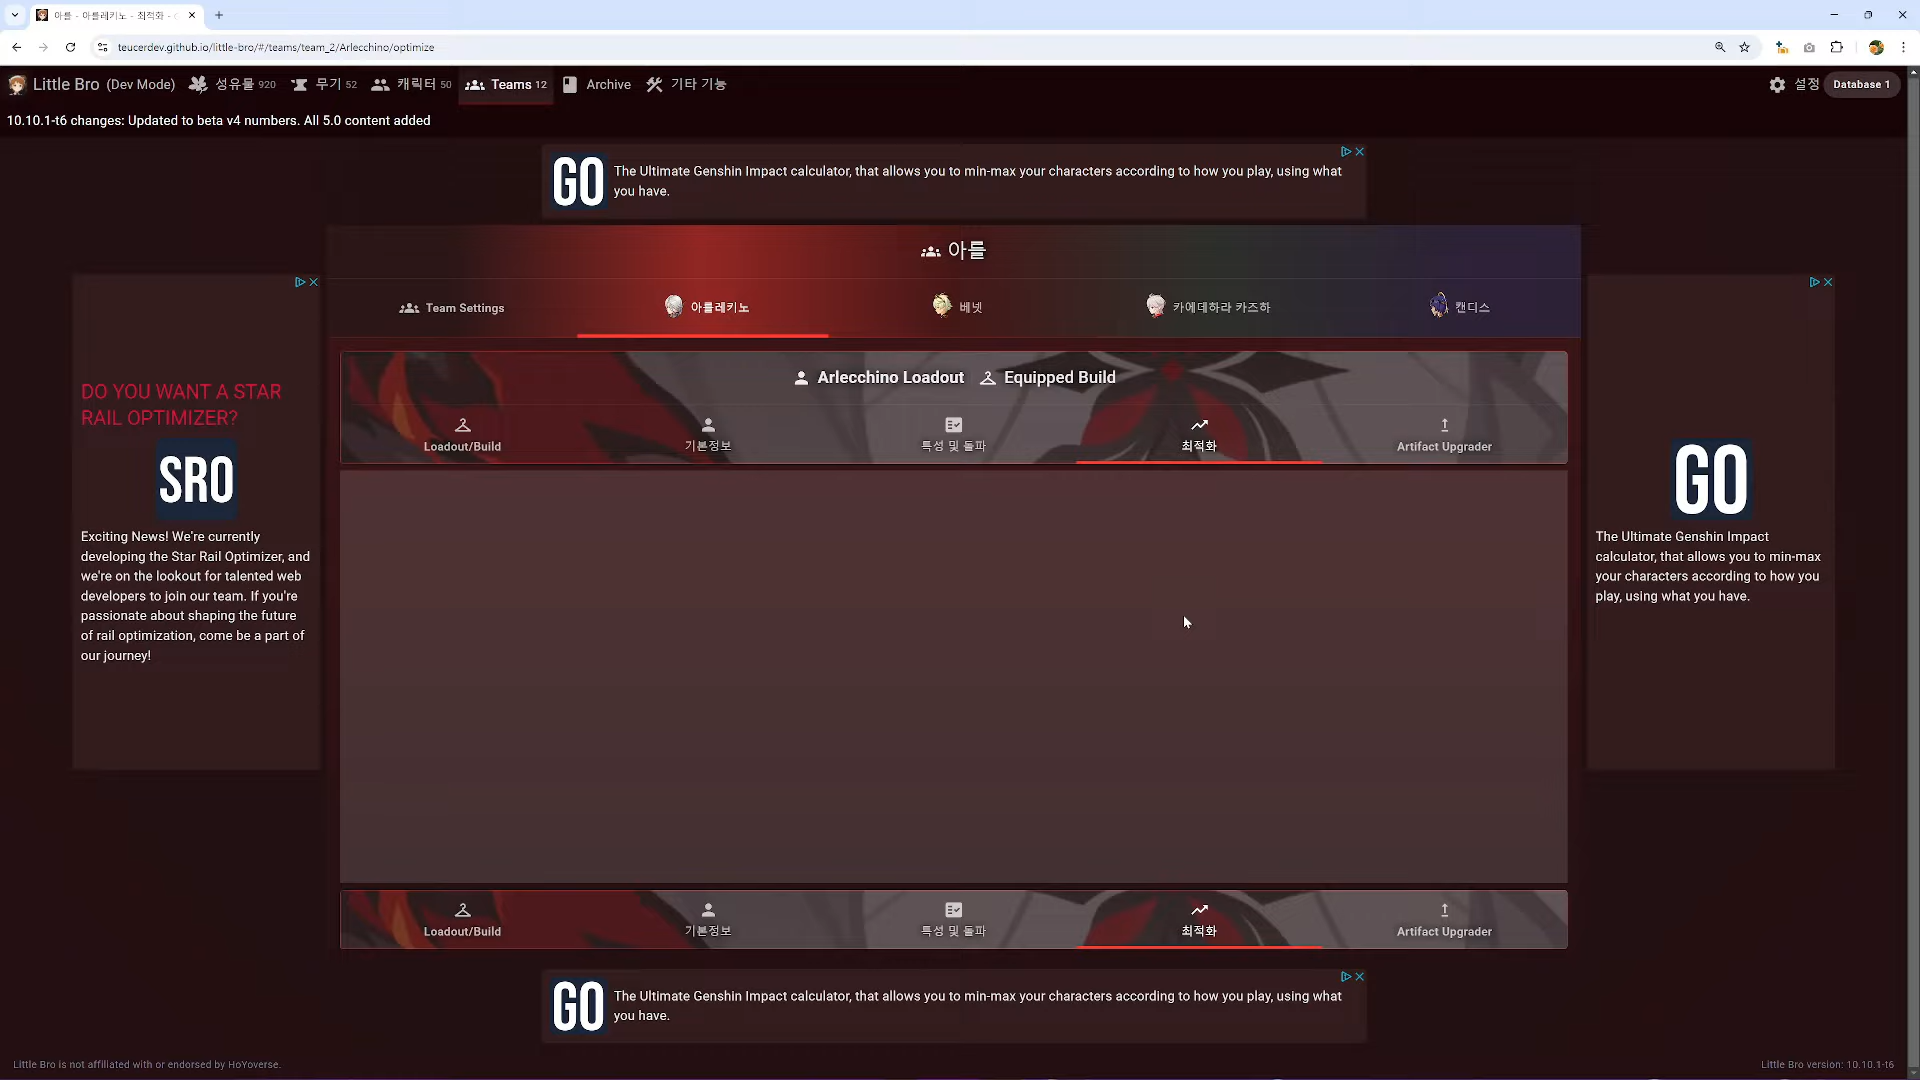 아를 - 아를레키노 - 최적화 -
teucerdev.github.io/little-bro/#/teams/team_2/Arlecchino/optimize
Little Bro (Dev Mode) 성유물 920 무기 52 캐릭터 50 Teams 12 Archive 기타 기능 설정 Database 1
10.10.1-t6 changes: Updated to beta v4 numbers. All 5.0 content added
GO
The Ultimate Genshin Impact calculator, that allows you to min-max your characters according to how you play, using what
you have.
아를
Team Settings 아를레키노 베넷 카에데하라 카즈하 캔디스
Arlecchino Loadout Equipped Build
Loadout/Build 기본정보 특성 및 돌파 최적화 Artifact Upgrader
DO YOU WANT A STAR
RAIL OPTIMIZER?
SRO
Exciting News! We're currently
developing the Star Rail Optimizer, and
we're on the lookout for talented web
developers to join our team. If you're
passionate about shaping the future
of rail optimization, come be a part of
our journey!
GO
The Ultimate Genshin Impact
calculator, that allows you to min-max
your characters according to how you
play, using what you have.
Loadout/Build 기본정보 특성 및 돌파 최적화 Artifact Upgrader
GO
The Ultimate Genshin Impact calculator, that allows you to min-max your characters according to how you play, using what
you have.
Little Bro is not affiliated with or endorsed by HoYoverse.
Little Bro version: 10.10.1-t6